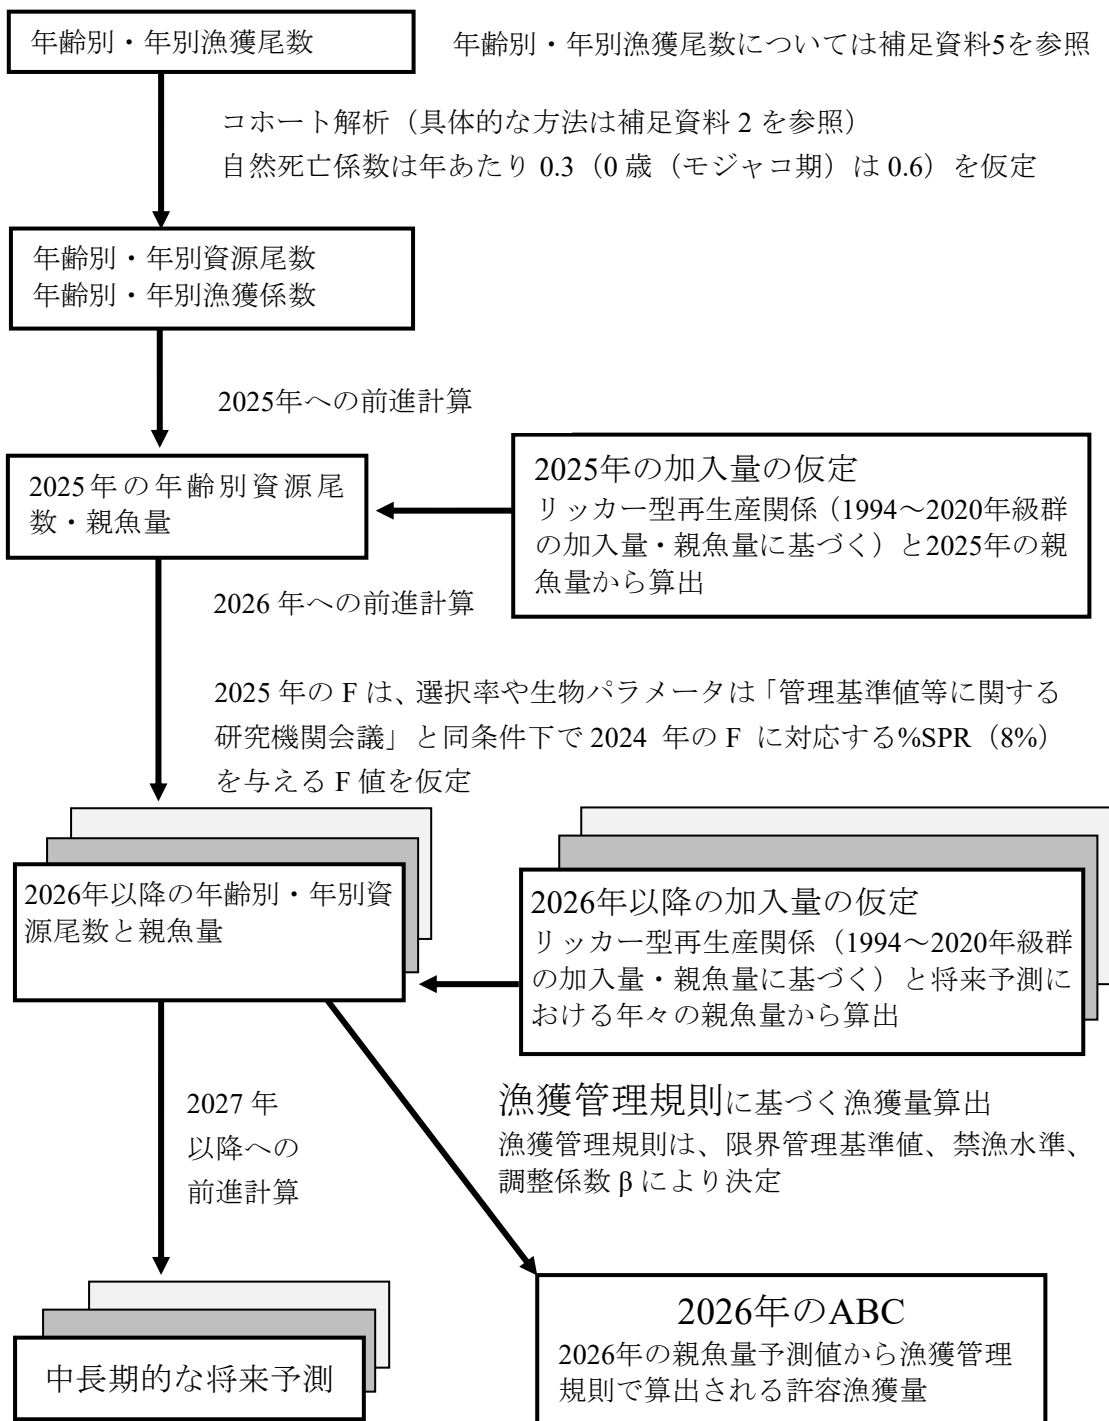 年齢別・年別漁獲尾数
年齢別・年別漁獲尾数については補足資料5を参照
コホート解析（具体的な方法は補足資料 2 を参照）
自然死亡係数は年あたり 0.3（0 歳（モジャコ期）は 0.6）を仮定
年齢別・年別資源尾数
年齢別・年別漁獲係数
2025年への前進計算
2025年の年齢別資源尾
数・親魚量
2025年の加入量の仮定
リッカー型再生産関係（1994～2020年級群
の加入量・親魚量に基づく）と2025年の親
魚量から算出
2026 年への前進計算
2025 年の F は、選択率や生物パラメータは「管理基準値等に関する
研究機関会議」と同条件下で 2024 年の F に対応する%SPR（8%）
を与える F 値を仮定
2026年以降の年齢別・年別資
源尾数と親魚量
2026年以降の加入量の仮定
リッカー型再生産関係（1994～2020年級群
の加入量・親魚量に基づく）と将来予測に
おける年々の親魚量から算出
2027 年
以降への
前進計算
漁獲管理規則に基づく漁獲量算出
漁獲管理規則は、限界管理基準値、禁漁水準、
調整係数 β により決定
中長期的な将来予測
2026年のABC
2026年の親魚量予測値から漁獲管理
規則で算出される許容漁獲量